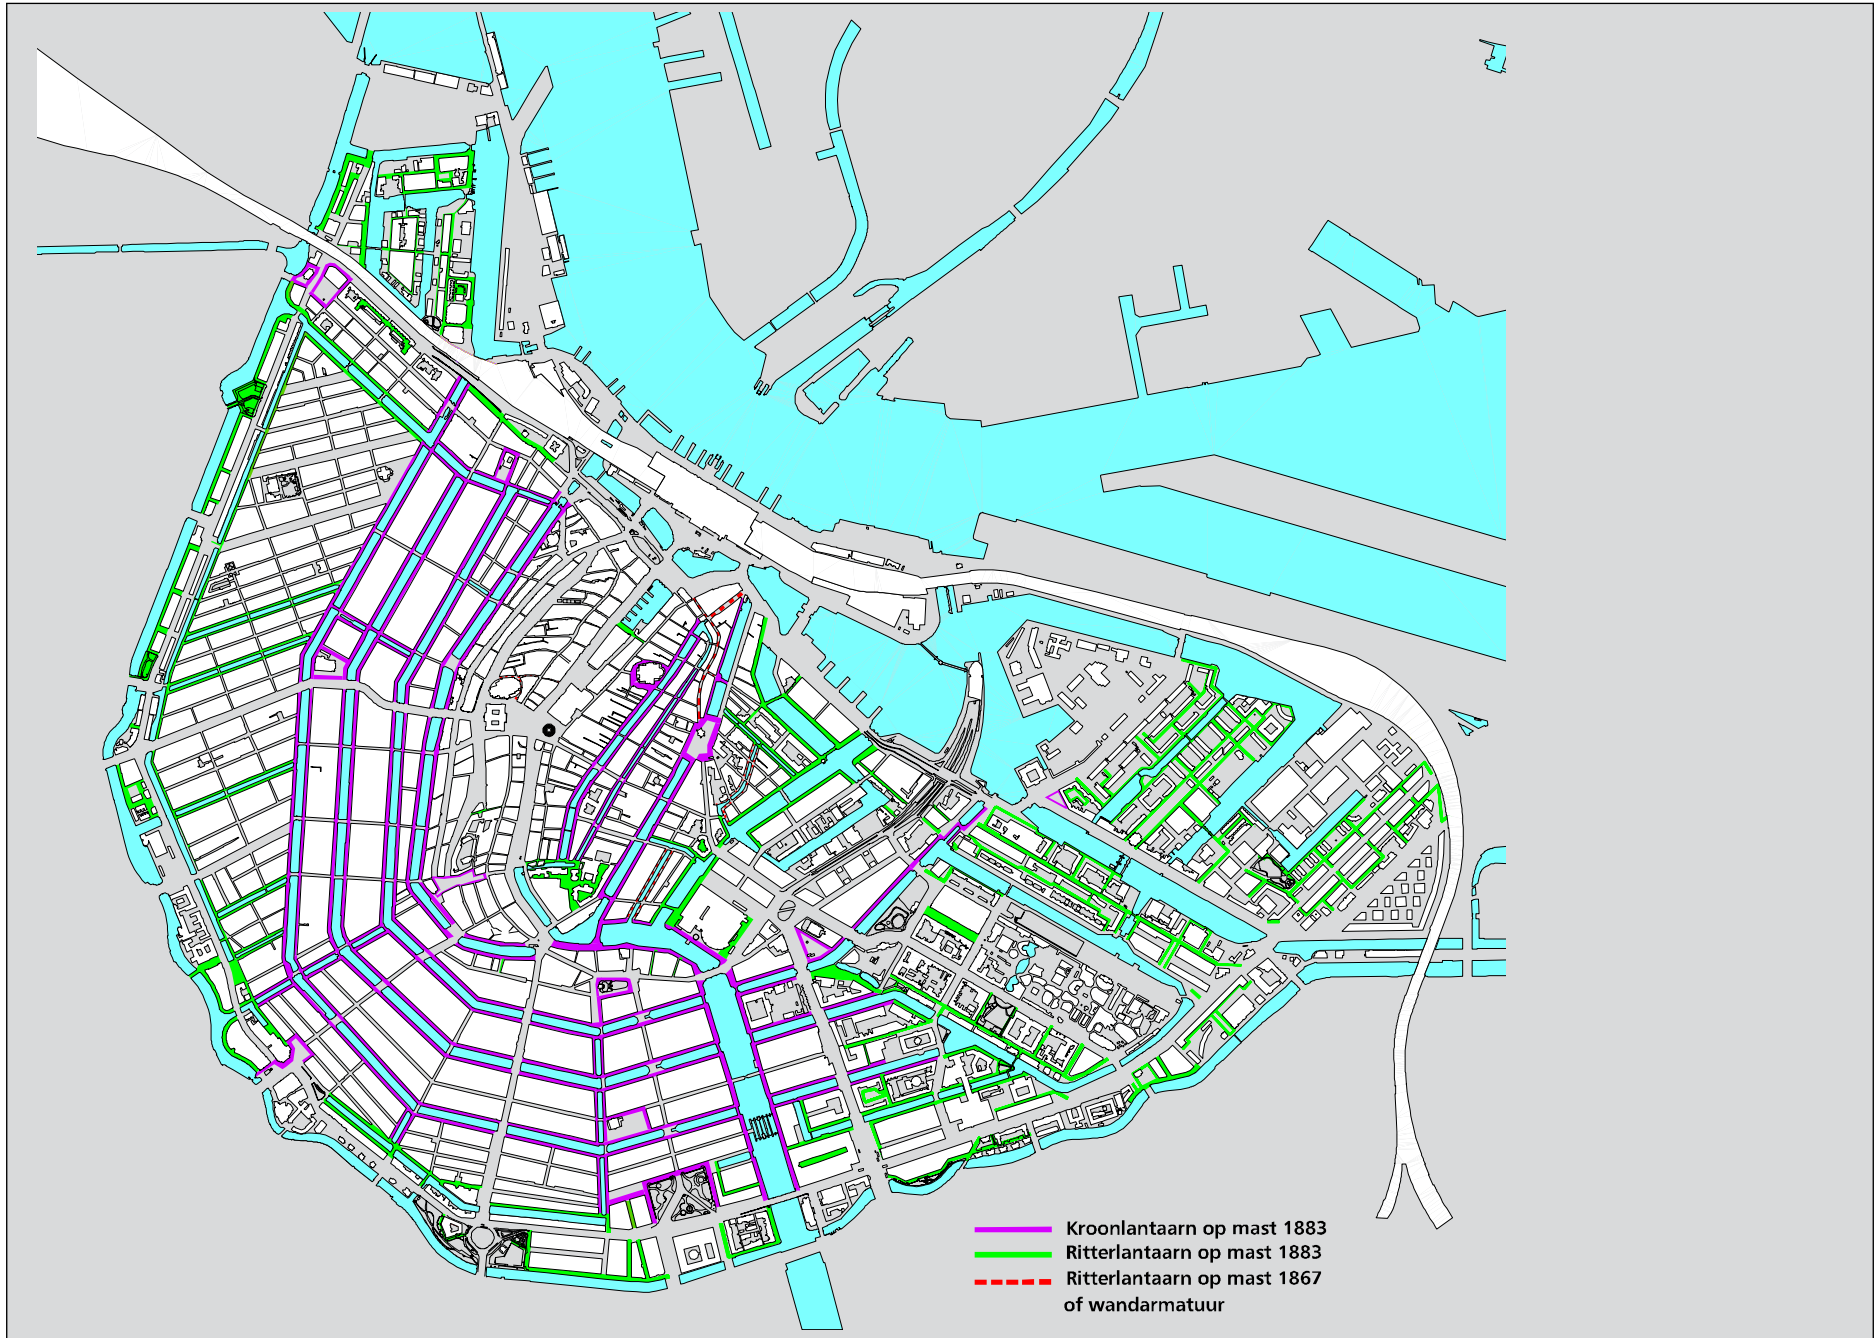 Kroonlantaarn op mast 1883
Ritterlantaarn op mast 1883
Ritterlantaarn op mast 1867
of wandarmatuur